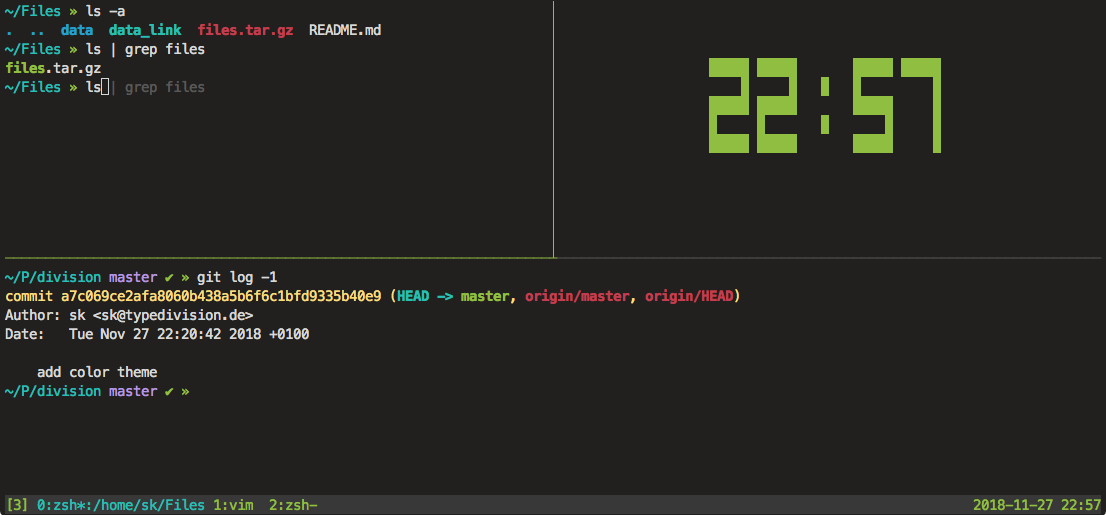 ~/Files » ls -a
.  ..  data  data_link  files.tar.gz  README.md
~/Files » ls | grep files
files.tar.gz
~/Files » ls | grep files
22:57
~/P/division master ✔ » git log -1
commit a7c069ce2afa8060b438a5b6f6c1bfd9335b40e9 (HEAD -> master, origin/master, origin/HEAD)
Author: sk <sk@typedivision.de>
Date:   Tue Nov 27 22:20:42 2018 +0100
    add color theme
~/P/division master ✔ »
[3] 0:zsh*:/home/sk/Files 1:vim  2:zsh- 2018-11-27 22:57